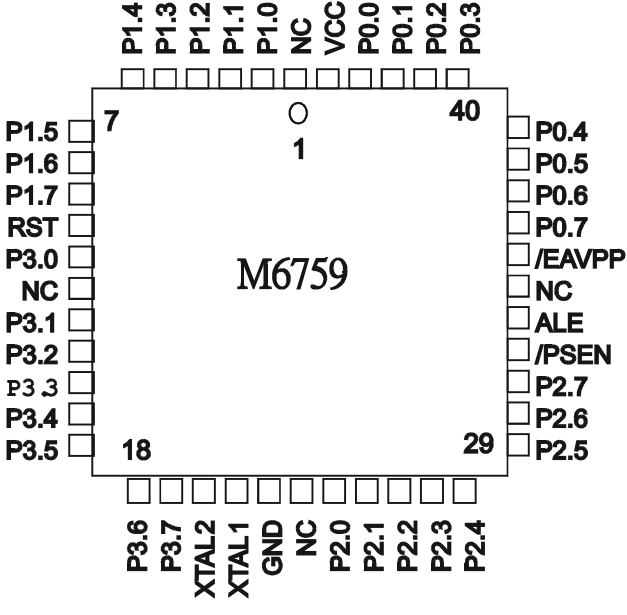 P1.4 P1.3 P1.2 P1.1 P1.0 NC VCC P0.0 P0.1 P0.2 P0.3
7 1 40
P1.5 P0.4
P1.6 P0.5
P1.7 P0.6
RST P0.7
P3.0 /EAVPP
M6759
NC NC
P3.1 ALE
P3.2 /PSEN
P3.3 P2.7
P3.4 P2.6
P3.5 P2.5
18 29
P3.6 P3.7 XTAL2 XTAL1 GND NC P2.0 P2.1 P2.2 P2.3 P2.4